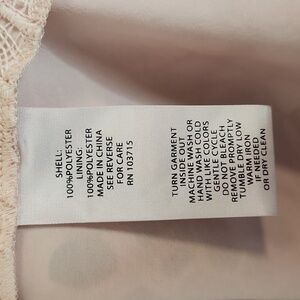 SHELL:
100%POLYESTER
LINING:
100%POLYESTER
MADE IN CHINA
SEE REVERSE
FOR CARE
RN 103715
TURN GARMENT
INSIDE OUT
MACHINE WASH OR
HAND WASH COLD
WITH LIKE COLORS
GENTLE CYCLE
DO NOT BLEACH
REMOVE PROMPTLY
TUMBLE DRY LOW
WARM IRON
IF NEEDED
OR DRY CLEAN